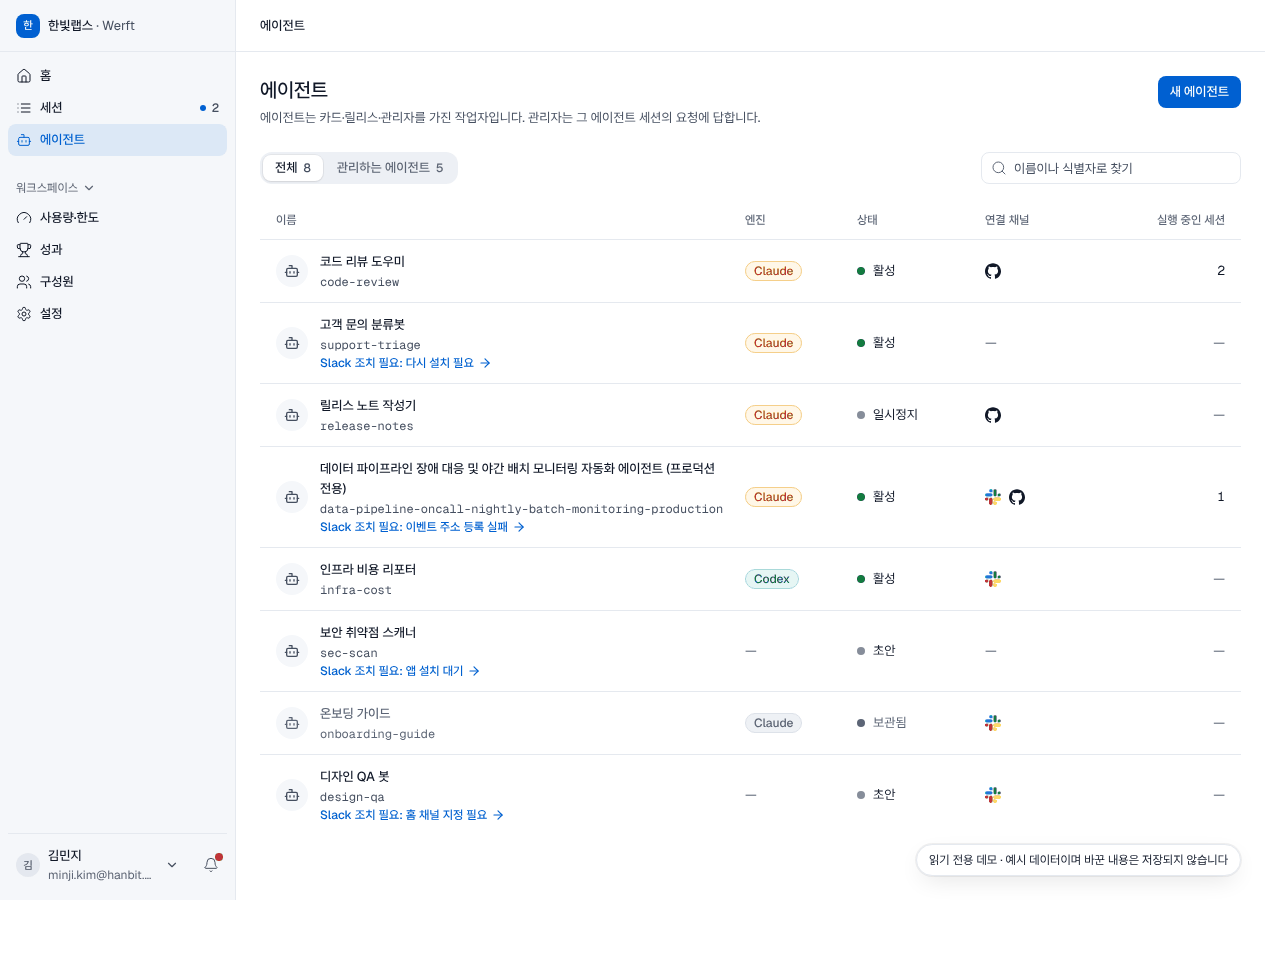 한 한빛랩스 · Werft
에이전트
홈
세션 2
에이전트
워크스페이스
사용량·한도
성과
구성원
설정
김 김민지
minji.kim@hanbit....
에이전트
새 에이전트
에이전트는 카드·릴리스·관리자를 가진 작업자입니다. 관리자는 그 에이전트 세션의 요청에 답합니다.
전체 8 관리하는 에이전트 5
이름이나 식별자로 찾기
이름 엔진 상태 연결 채널 실행 중인 세션
코드 리뷰 도우미
code-review
Claude 활성 2
고객 문의 분류봇
support-triage
Slack 조치 필요: 다시 설치 필요 →
Claude 활성 — —
릴리스 노트 작성기
release-notes
Claude 일시정지 —
데이터 파이프라인 장애 대응 및 야간 배치 모니터링 자동화 에이전트 (프로덕션
전용)
data-pipeline-oncall-nightly-batch-monitoring-production
Slack 조치 필요: 이벤트 주소 등록 실패 →
Claude 활성 1
인프라 비용 리포터
infra-cost
Codex 활성 —
보안 취약점 스캐너
sec-scan
Slack 조치 필요: 앱 설치 대기 →
— 초안 — —
온보딩 가이드
onboarding-guide
Claude 보관됨 —
디자인 QA 봇
design-qa
Slack 조치 필요: 홈 채널 지정 필요 →
— 초안 —
읽기 전용 데모 · 예시 데이터이며 바꾼 내용은 저장되지 않습니다